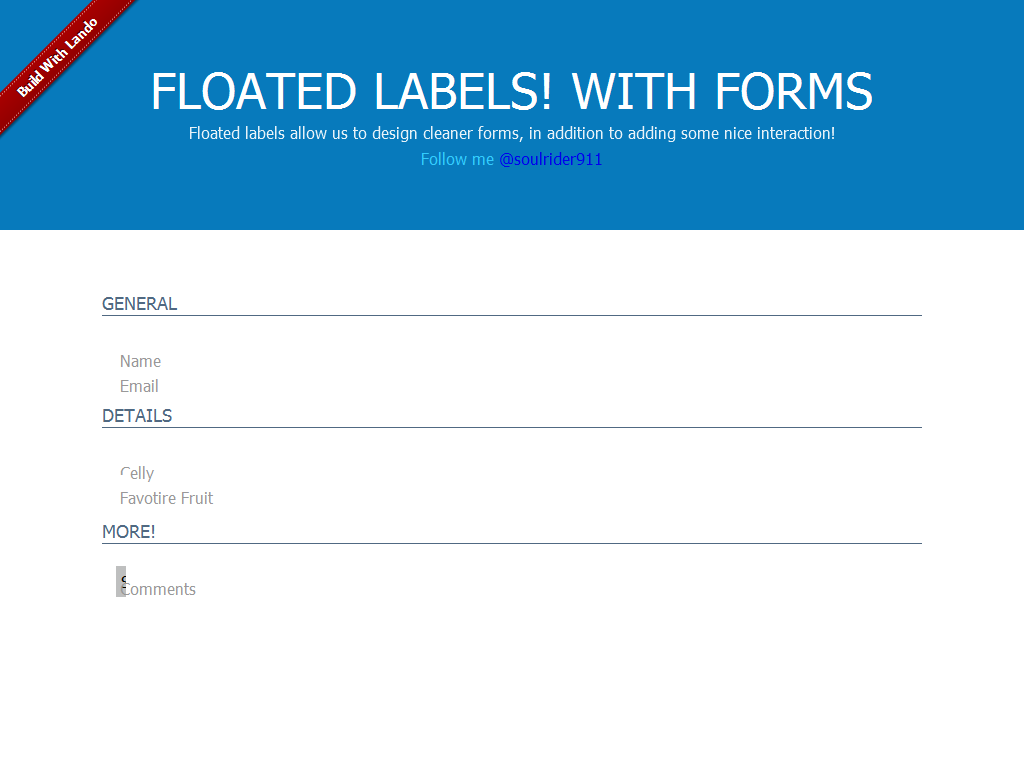 Build With Lando
FLOATED LABELS! WITH FORMS
Floated labels allow us to design cleaner forms, in addition to adding some nice interaction!
Follow me @soulrider911
GENERAL
Name
Email
DETAILS
Celly
Favotire Fruit
MORE!
Comments